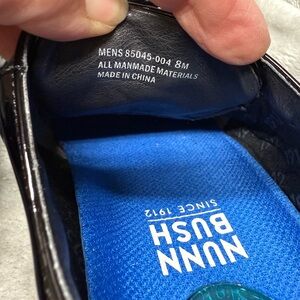 MENS 85045-004 8M
ALL MANMADE MATERIALS
MADE IN CHINA
NUNN
BUSH
SINCE 1912